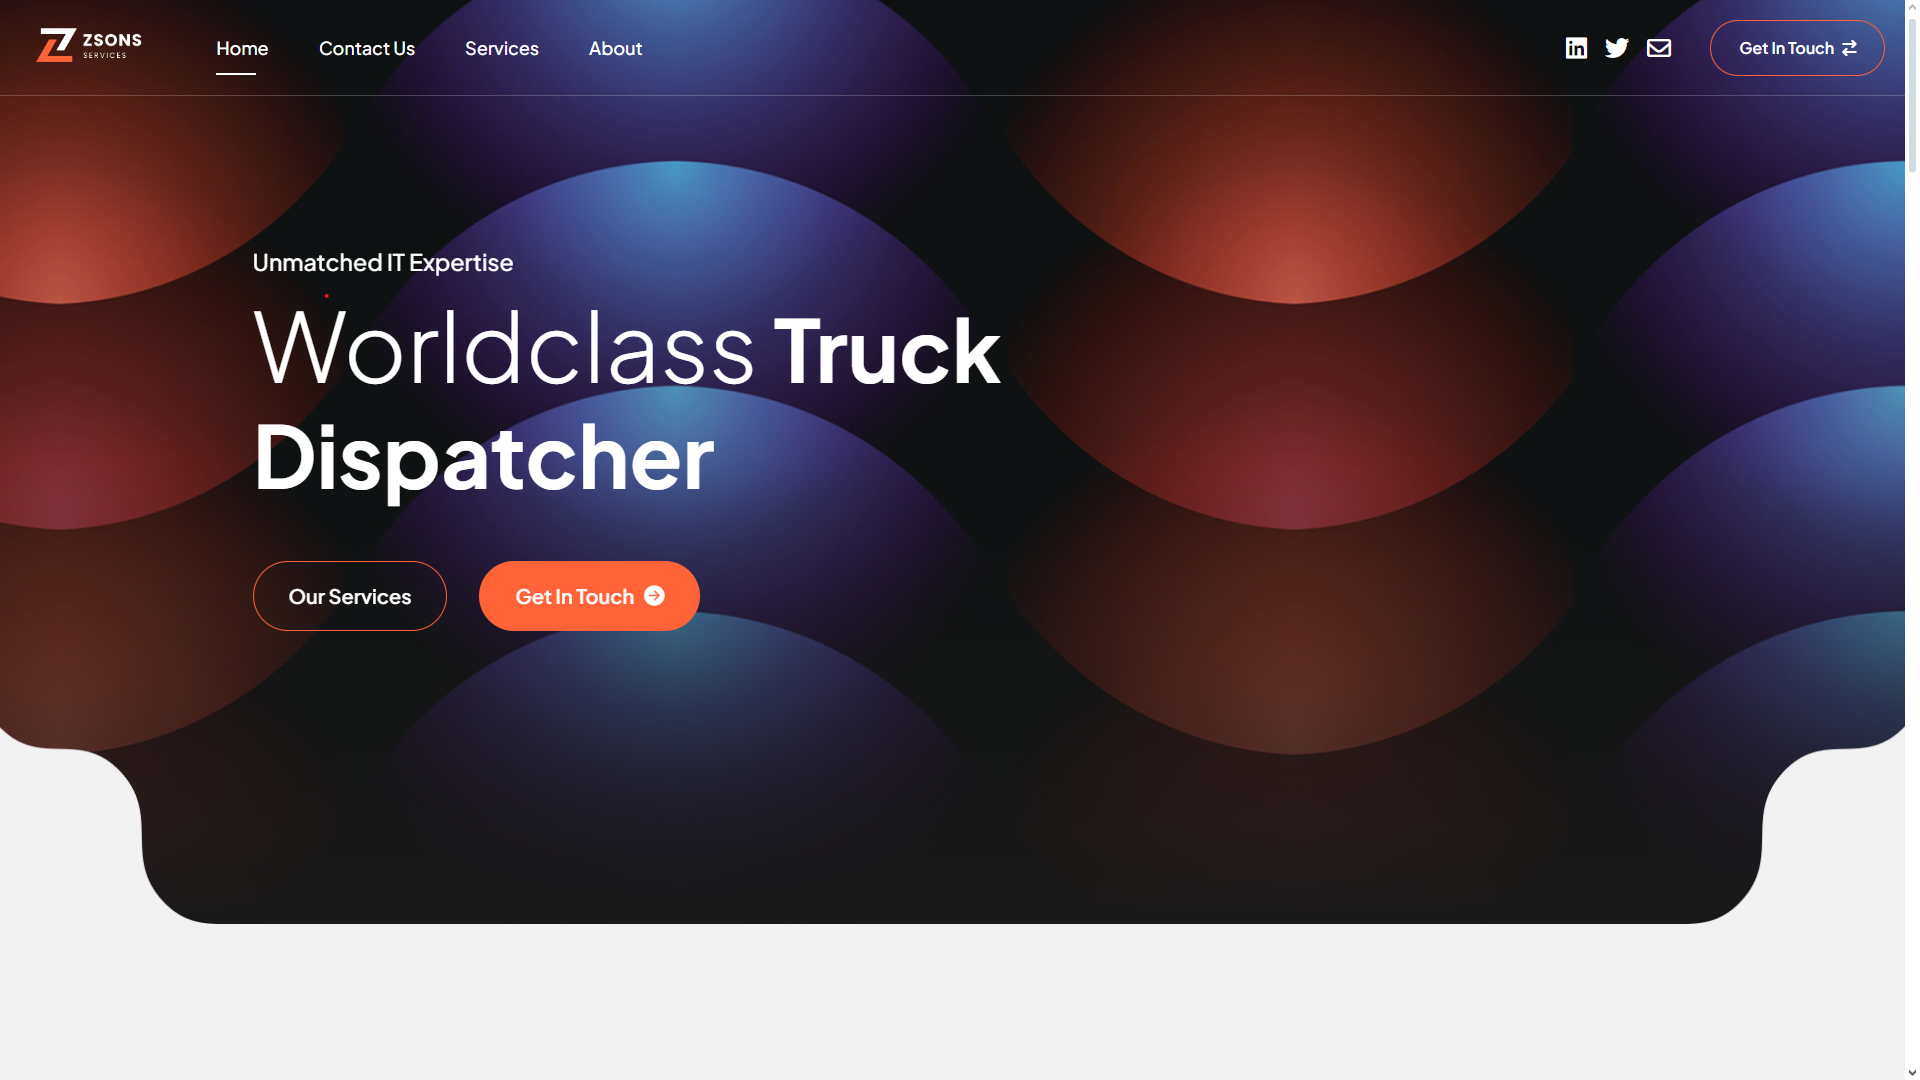 ZSONS
SERVICES
Home
Contact Us
Services
About
Get In Touch
Unmatched IT Expertise
Worldclass Truck
Dispatcher
Our Services
Get In Touch